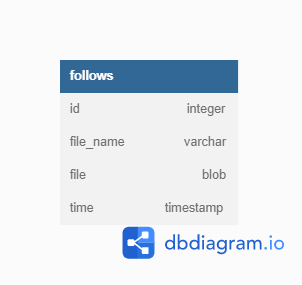 follows
id integer
file_name varchar
file blob
time timestamp
dbdiagram.io